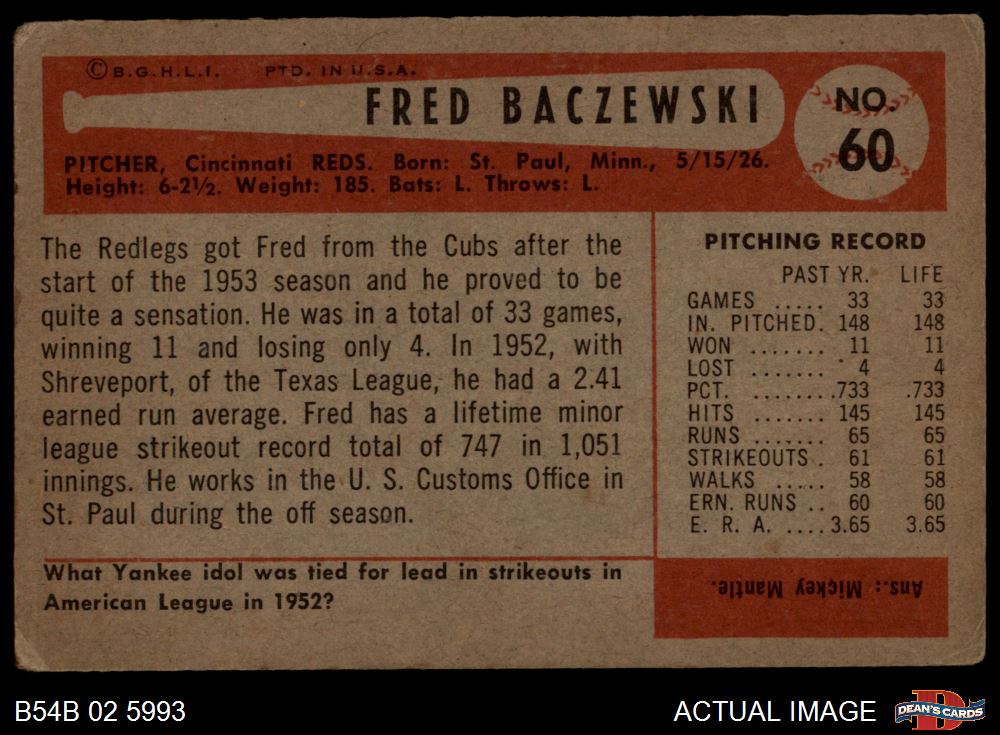 © B.G.H.L.I. PTD. IN U.S.A.
FRED BACZEWSKI
NO.
60
PITCHER, Cincinnati REDS. Born: St. Paul, Minn., 5/15/26.
Height: 6-2½. Weight: 185. Bats: L. Throws: L.
The Redlegs got Fred from the Cubs after the
start of the 1953 season and he proved to be
quite a sensation. He was in a total of 33 games,
winning 11 and losing only 4. In 1952, with
Shreveport, of the Texas League, he had a 2.41
earned run average. Fred has a lifetime minor
league strikeout record total of 747 in 1,051
innings. He works in the U. S. Customs Office in
St. Paul during the off season.
PITCHING RECORD
PAST YR. LIFE
GAMES ..... 33 33
IN. PITCHED. 148 148
WON ....... 11 11
LOST ....... 4 4
PCT. ........ .733 .733
HITS ....... 145 145
RUNS ....... 65 65
STRIKEOUTS . 61 61
WALKS ..... 58 58
ERN. RUNS .. 60 60
E. R. A. .... 3.65 3.65
What Yankee idol was tied for lead in strikeouts in
American League in 1952?
Ans.: Mickey Mantle.
B54B 02 5993
ACTUAL IMAGE
D
DEAN'S CARDS